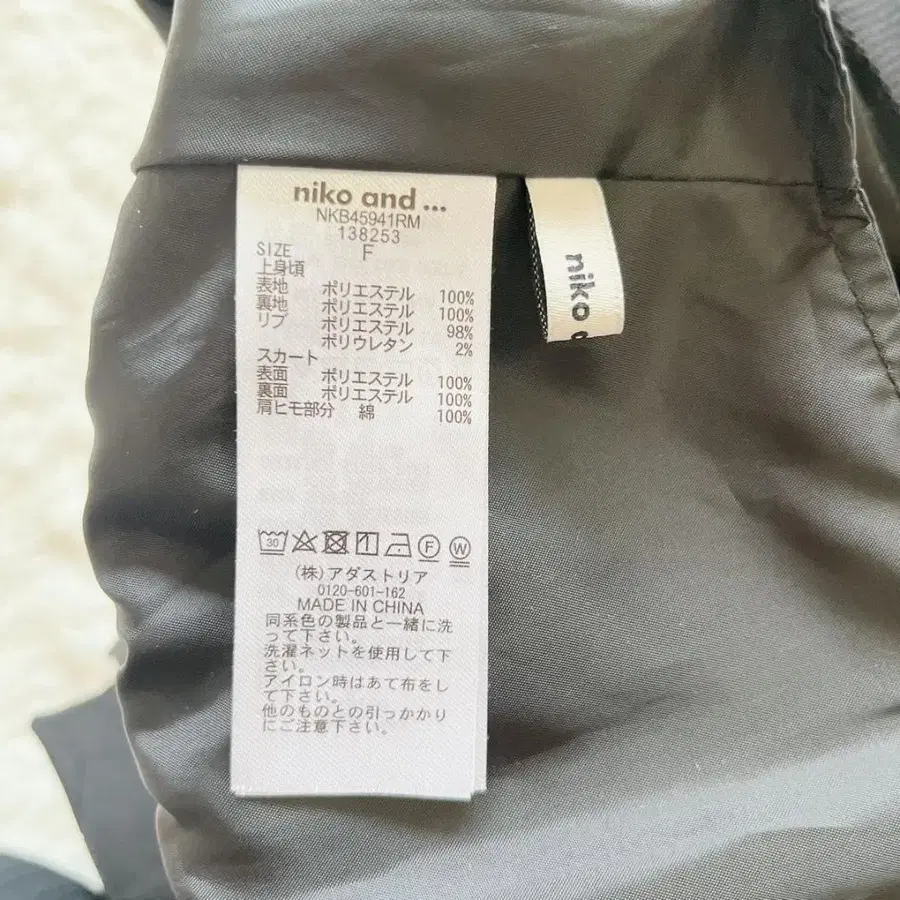 niko and ...
NKB45941RM
138253
SIZE F
上身頃
表地 ポリエステル 100%
裏地 ポリエステル 100%
リブ ポリエステル 98%
ポリウレタン 2%
スカート
表面 ポリエステル 100%
裏面 ポリエステル 100%
肩ヒモ部分 綿 100%
30 F W
(株)アダストリア
0120-601-162
MADE IN CHINA
同系色の製品と一緒に洗
って下さい。
洗濯ネットを使用して下
さい。
アイロン時はあて布をし
て下さい。
他のものとの引っかかり
にご注意下さい。
niko